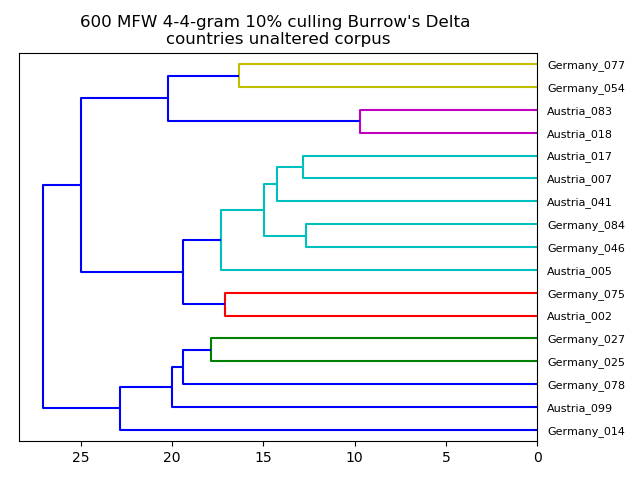 600 MFW 4-4-gram 10% culling Burrow's Delta
countries unaltered corpus
Germany_077
Germany_054
Austria_083
Austria_018
Austria_017
Austria_007
Austria_041
Germany_084
Germany_046
Austria_005
Germany_075
Austria_002
Germany_027
Germany_025
Germany_078
Austria_099
Germany_014
25 20 15 10 5 0